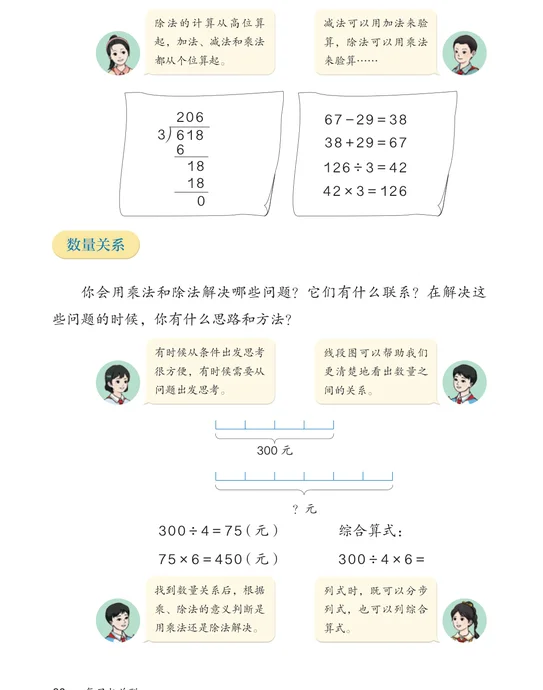 除法的计算从高位算
起，加法、减法和乘法
都从个位算起。
减法可以用加法来验
算，除法可以用乘法
来验算……
206
3)618
6
18
18
0
67－29＝38
38＋29＝67
126÷3＝42
42×3＝126
数量关系
你会用乘法和除法解决哪些问题？它们有什么联系？在解决这
些问题的时候，你有什么思路和方法？
有时候从条件出发思考
很方便，有时候需要从
问题出发思考。
线段图可以帮助我们
更清楚地看出数量之
间的关系。
300 元
？元
300÷4＝75（元）
75×6＝450（元）
综合算式：
300÷4×6＝
找到数量关系后，根据
乘、除法的意义判断是
用乘法还是除法解决。
列式时，既可以分步
列式，也可以列综合
算式。